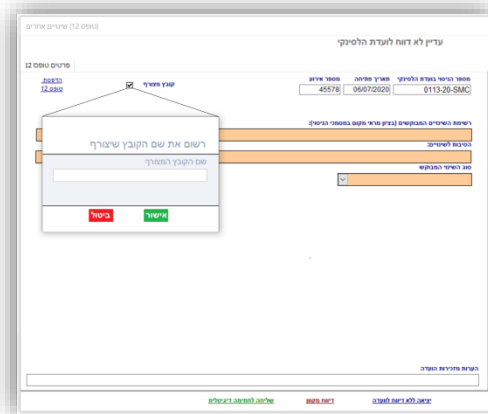 (טופס 12) שינויים אחרים
עדיין לא דווח לועדת הלסינקי
פרטים טופס 12
מספר הניסוי בועדת הלסינקי תאריך פתיחה מספר אירוע
0113-20-SMC 06/07/2020 45578
קובץ מצורף
הדפסת
טופס 12
רשימת השינויים המבוקשים (בציון מראי מקום במסמכי הניסוי):
הסיבות לשינויים:
סוג השינוי המבוקש
רשום את שם הקובץ שיצורף
שם הקובץ המצורף
אישור ביטול
הערות מזכירות הועדה
יציאה ללא דיווח לועדה דיווח מקוון שליחה לחתימה דיגיטלית